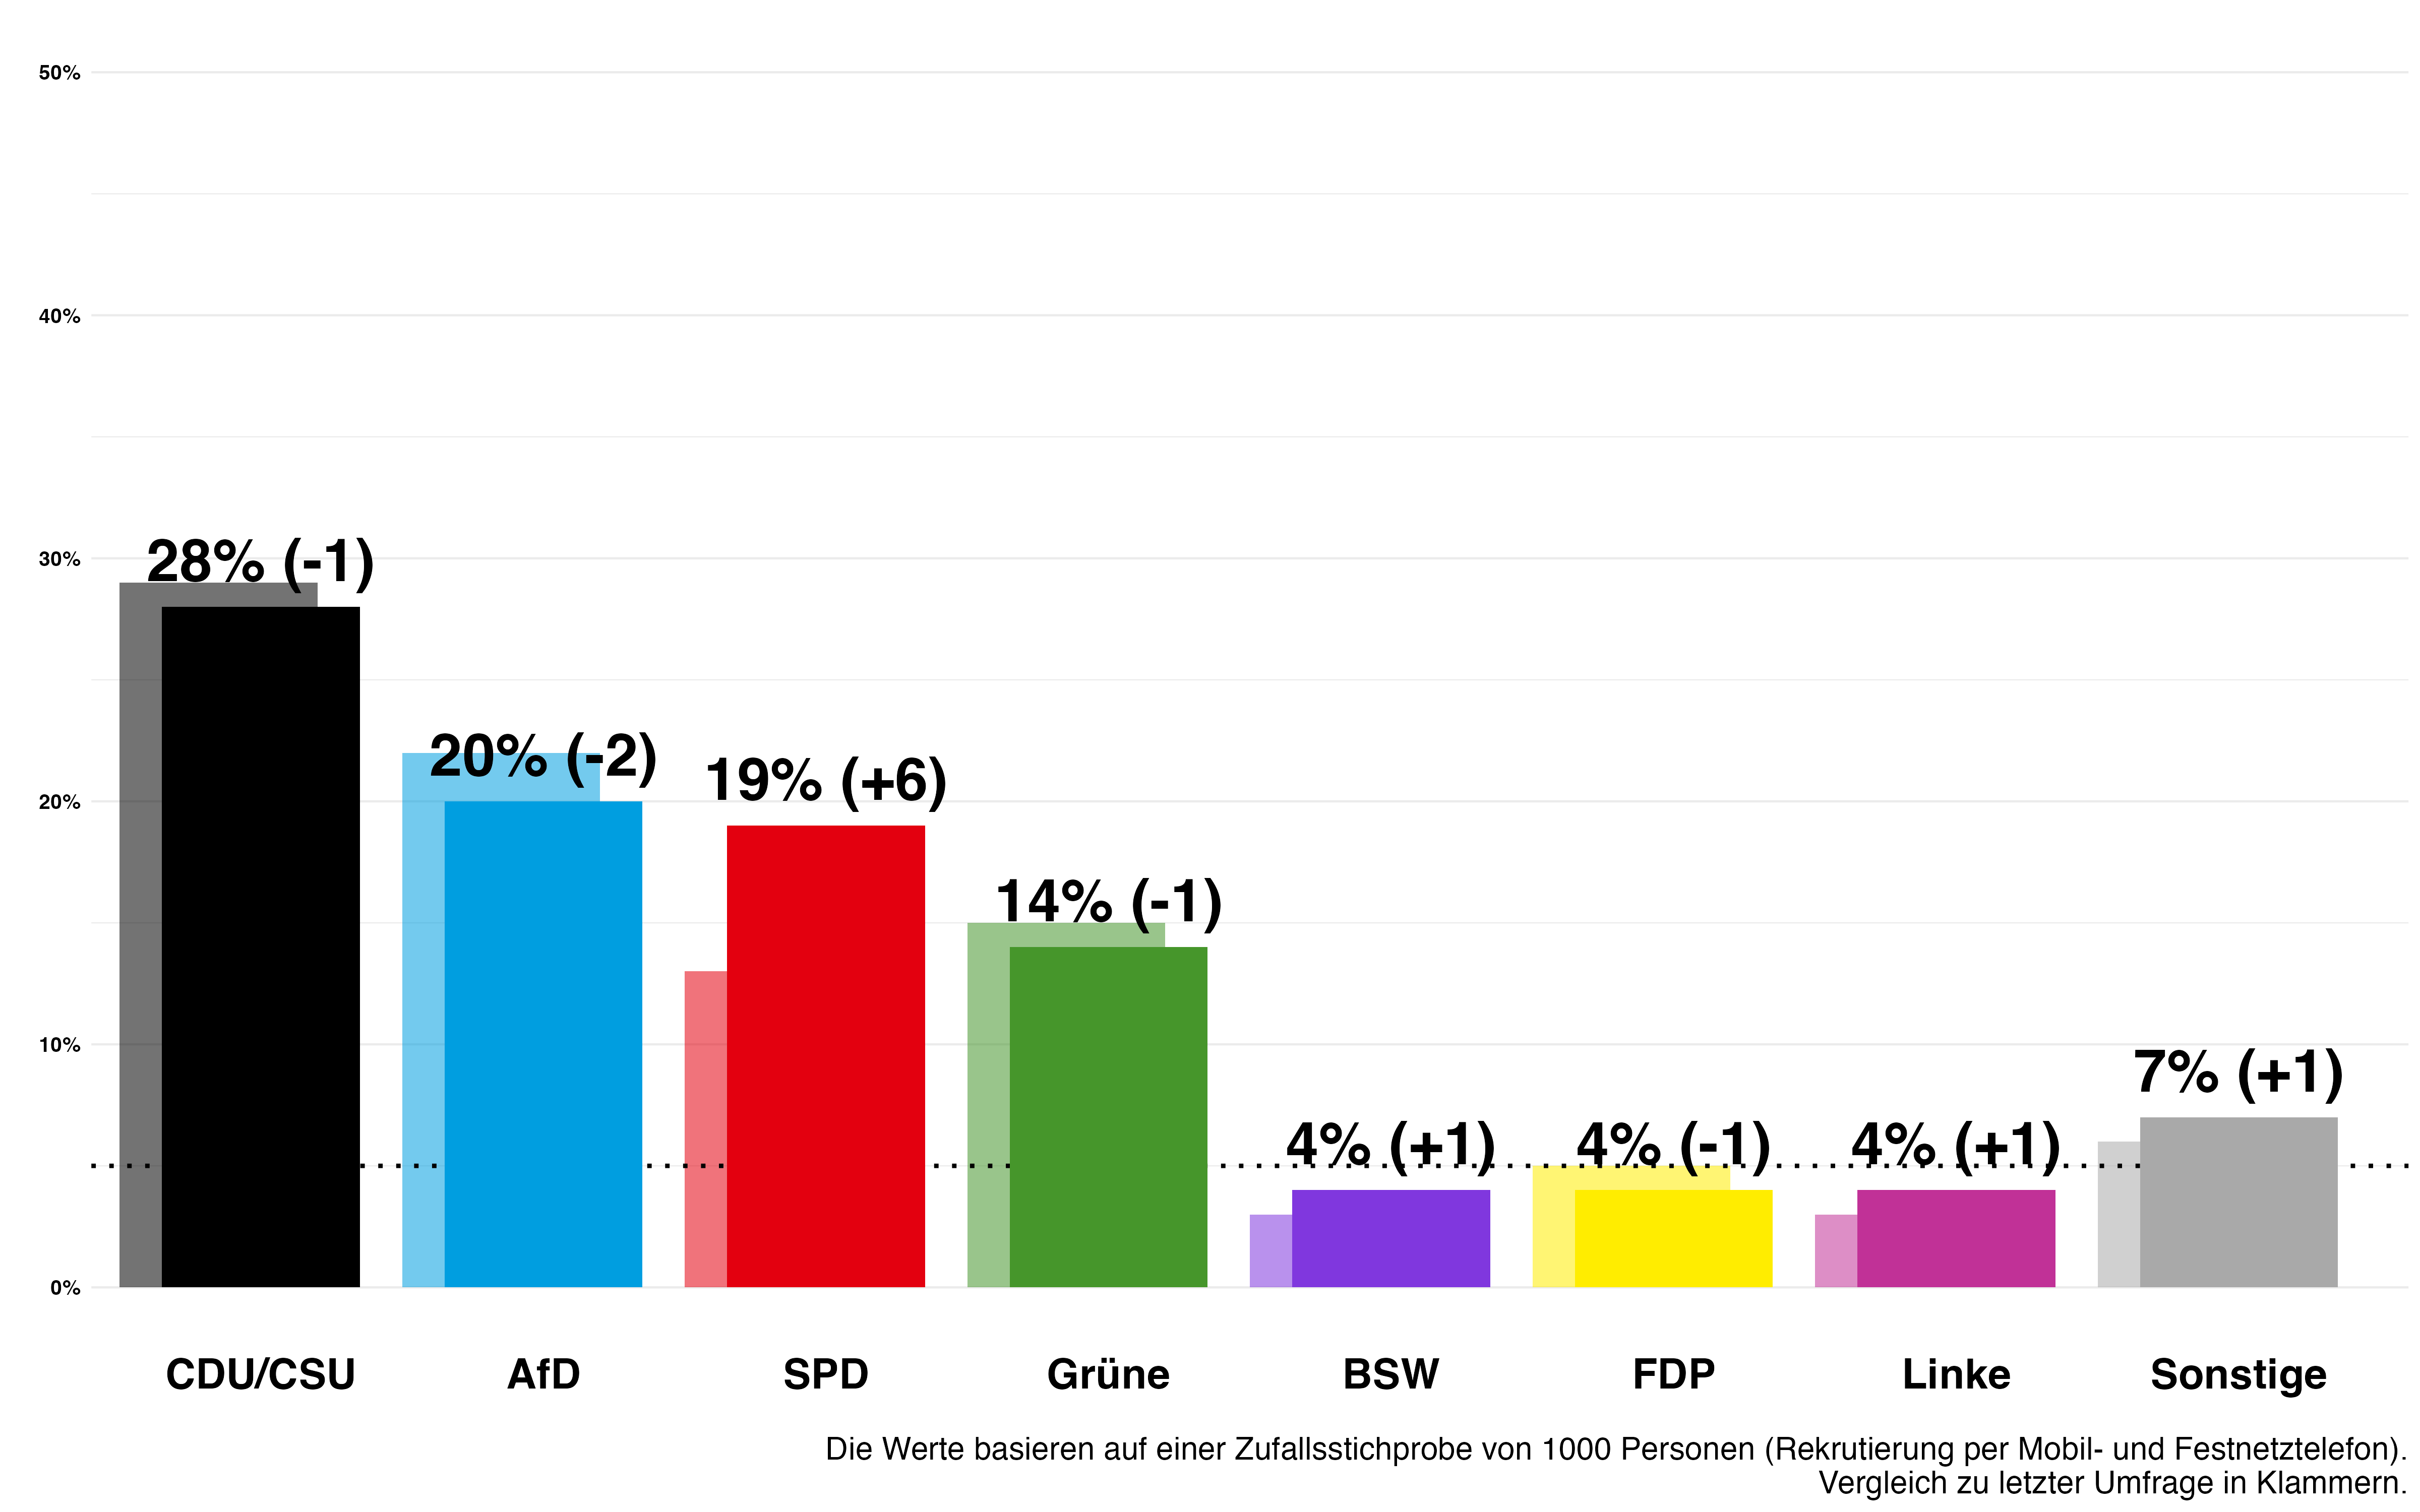 50%
40%
30%
20%
10%
0%
28% (-1)
20% (-2)
19% (+6)
14% (-1)
4% (+1)
4% (-1)
4% (+1)
7% (+1)
CDU/CSU
AfD
SPD
Grüne
BSW
FDP
Linke
Sonstige
Die Werte basieren auf einer Zufallsstichprobe von 1000 Personen (Rekrutierung per Mobil- und Festnetztelefon).
Vergleich zu letzter Umfrage in Klammern.